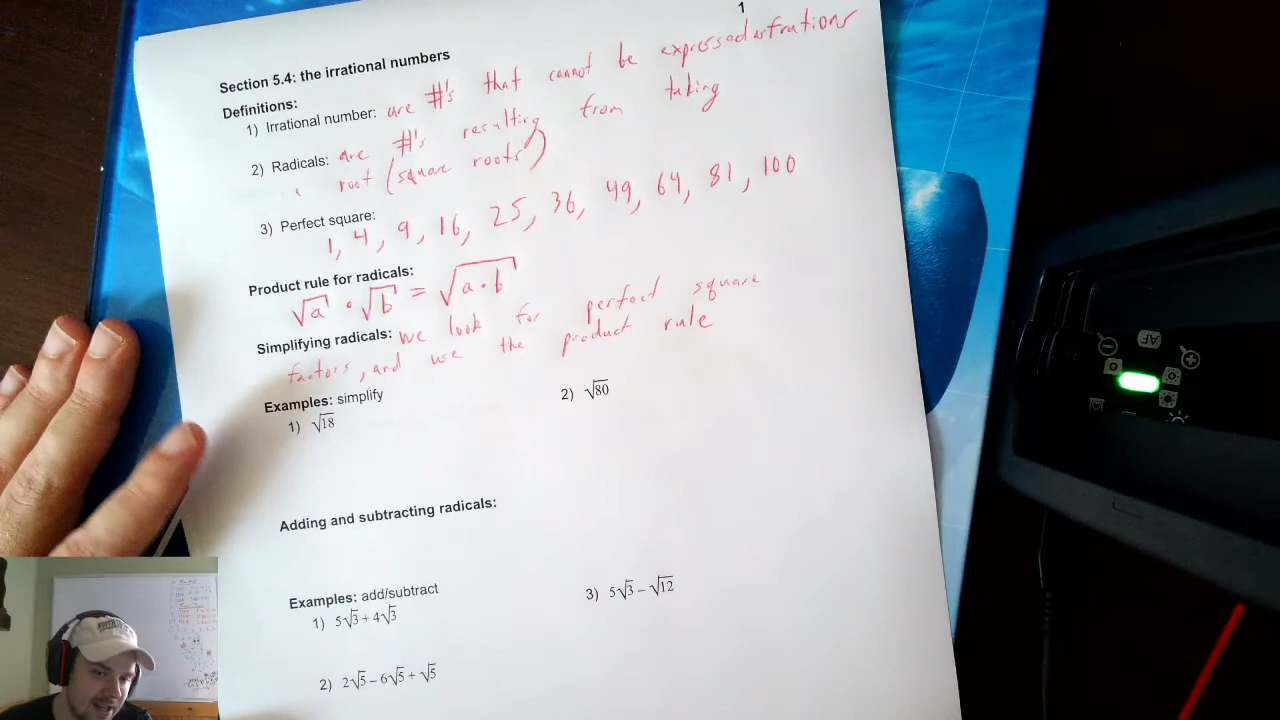 1
Section 5.4: the irrational numbers
Definitions:
1) Irrational number: are #'s that cannot be expressed as fractions
2) Radicals: are #'s resulting from taking
root (square roots)
3) Perfect square:
1, 4, 9, 16, 25, 36, 49, 64, 81, 100
Product rule for radicals:
√a · √b = √a·b
Simplifying radicals: we look for perfect square
factors, and use the product rule
Examples: simplify
1) √18
2) √80
Adding and subtracting radicals:
Examples: add/subtract
1) 5√3 + 4√3
3) 5√3 − √12
2) 2√5 − 6√5 + √5
AF